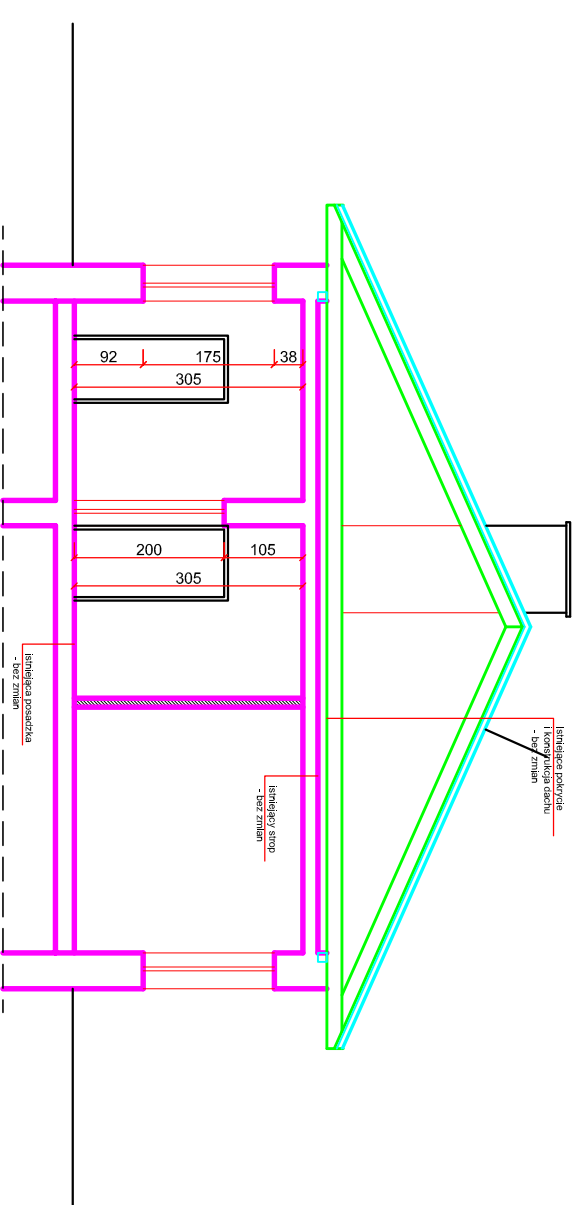 Istniejące pokrycie
i konstrukcja dachu
- bez zmian
istniejący strop
- bez zmian
92
175
38
305
200
105
305
istniejąca posadzka
- bez zmian